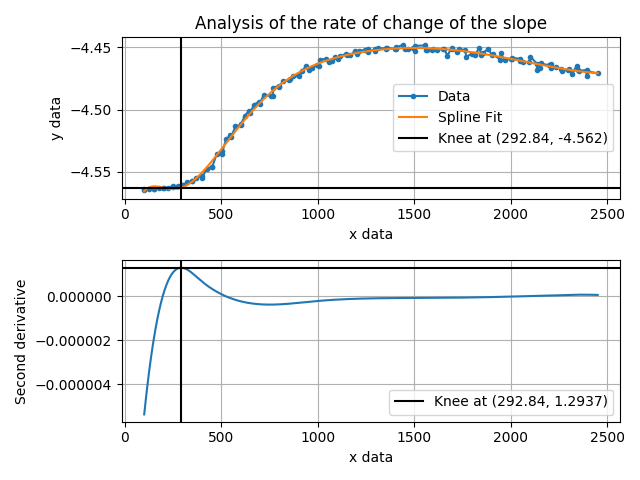 Analysis of the rate of change of the slope
−4.45
−4.50
−4.55
y data
Data
Spline Fit
Knee at (292.84, -4.562)
0
500
1000
1500
2000
2500
x data
0.000000
−0.000002
−0.000004
Second derivative
Knee at (292.84, 1.2937)
0
500
1000
1500
2000
2500
x data